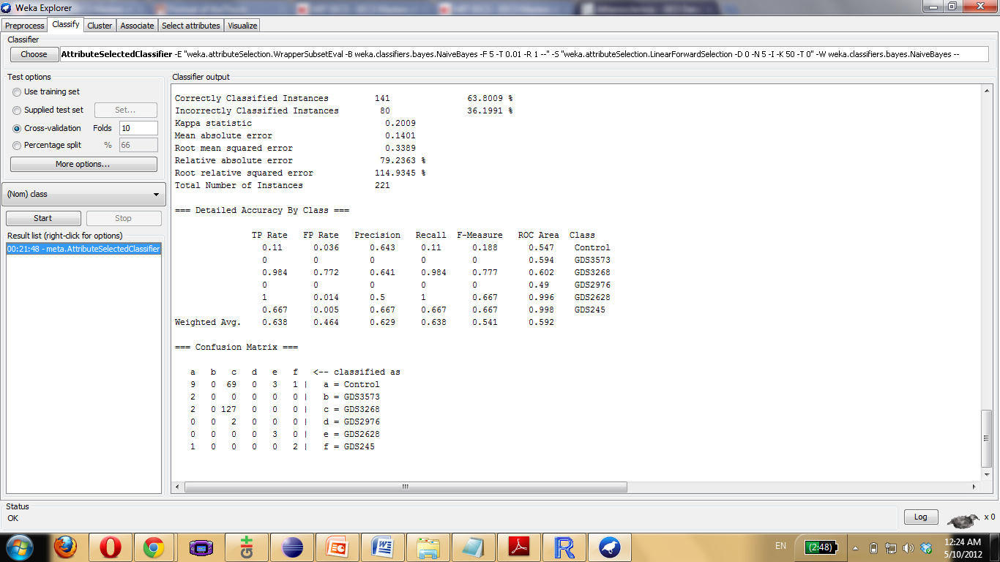 Weka Explorer
Preprocess Classify Cluster Associate Select attributes Visualize
Classifier
Choose AttributeSelectedClassifier -E "weka.attributeSelection.WrapperSubsetEval -B weka.classifiers.bayes.NaiveBayes -F 5 -T 0.01 -R 1 --" -S "weka.attributeSelection.LinearForwardSelection -D 0 -N 5 -I -K 50 -T 0" -W weka.classifiers.bayes.NaiveBayes --
Test options
Use training set
Supplied test set Set...
Cross-validation Folds 10
Percentage split % 66
More options...
(Nom) class
Start Stop
Result list (right-click for options)
00:21:48 - meta.AttributeSelectedClassifier
Classifier output
Correctly Classified Instances 141 63.8009 %
Incorrectly Classified Instances 80 36.1991 %
Kappa statistic 0.2009
Mean absolute error 0.1401
Root mean squared error 0.3389
Relative absolute error 79.2363 %
Root relative squared error 114.9345 %
Total Number of Instances 221
=== Detailed Accuracy By Class ===
TP Rate FP Rate Precision Recall F-Measure ROC Area Class
0.11 0.036 0.643 0.11 0.188 0.547 Control
0 0 0 0 0 0.594 GDS3573
0.984 0.772 0.641 0.984 0.777 0.602 GDS3268
0 0 0 0 0 0.49 GDS2976
1 0.014 0.5 1 0.667 0.996 GDS2628
0.667 0.005 0.667 0.667 0.667 0.998 GDS245
Weighted Avg. 0.638 0.464 0.629 0.638 0.541 0.592
=== Confusion Matrix ===
a b c d e f <-- classified as
9 0 69 0 3 1 | a = Control
2 0 0 0 0 0 | b = GDS3573
2 0 127 0 0 0 | c = GDS3268
0 0 2 0 0 0 | d = GDS2976
0 0 0 0 3 0 | e = GDS2628
1 0 0 0 0 2 | f = GDS245
Status
OK
Log x 0
EN (2:48) 12:24 AM
5/10/2012